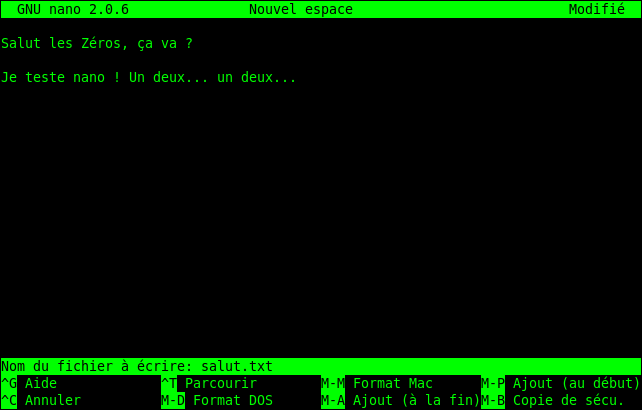 GNU nano 2.0.6 Nouvel espace Modifié
Salut les Zéros, ça va ?
Je teste nano ! Un deux... un deux...
Nom du fichier à écrire: salut.txt
^G Aide ^T Parcourir M-M Format Mac M-P Ajout (au début)
^C Annuler M-D Format DOS M-A Ajout (à la fin) M-B Copie de sécu.